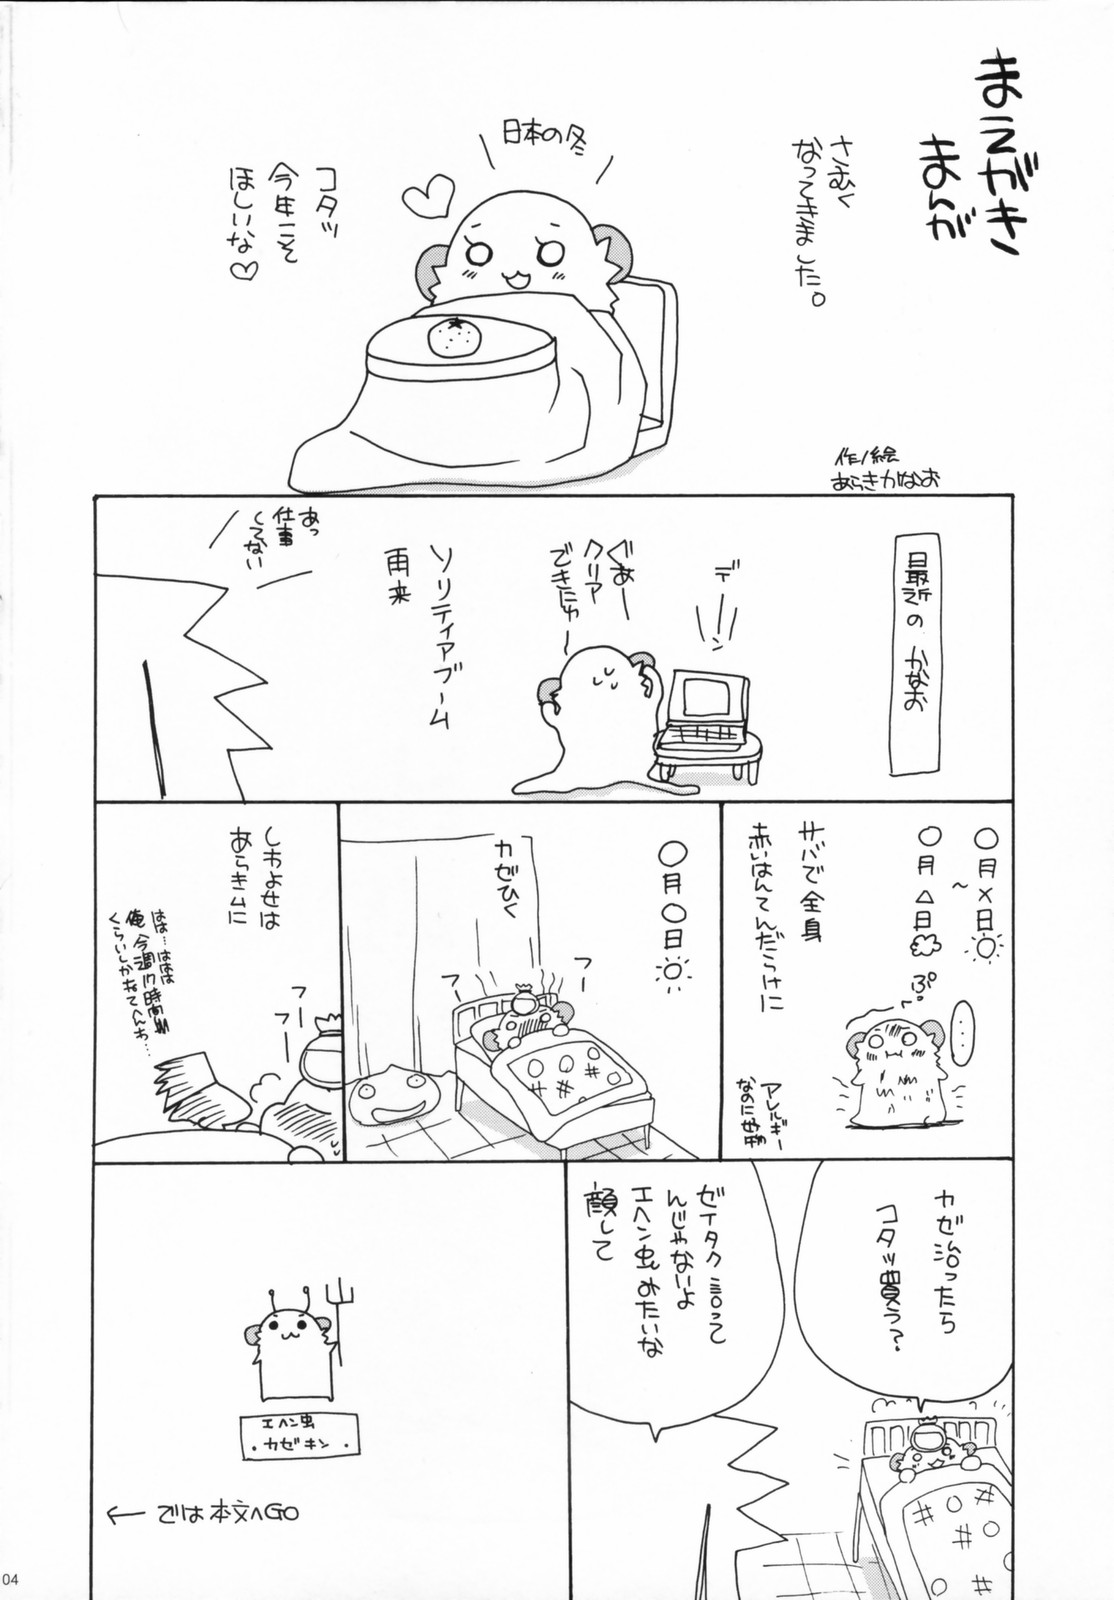 まえがき
まんが
さむく
なってきました。
日本の冬
コタツ
今年こそ
ほしいな♡
作/絵
あらきかなお
最近のかなお
デーン
ぐあー
クリア
できにゅー
ソリティアブーム
再来
あっ
仕事
してない
○月×日
~
○月△日
サバで全身
赤いはんてんだらけに
ぷ。
…
アレルギー
なのに好物
○月○日
カゼひく
フー
フー
しわよせは
あらきムに
フー
フー
はは…ははは
俺、今週17時間
くらいしかねてへんわ…
カゼ治ったら
コタツ買う?
ゼイタク言って
んじゃないよ
エヘン虫みたいな
顔して
エヘン虫
・カゼキン・
← では本文へGO
04